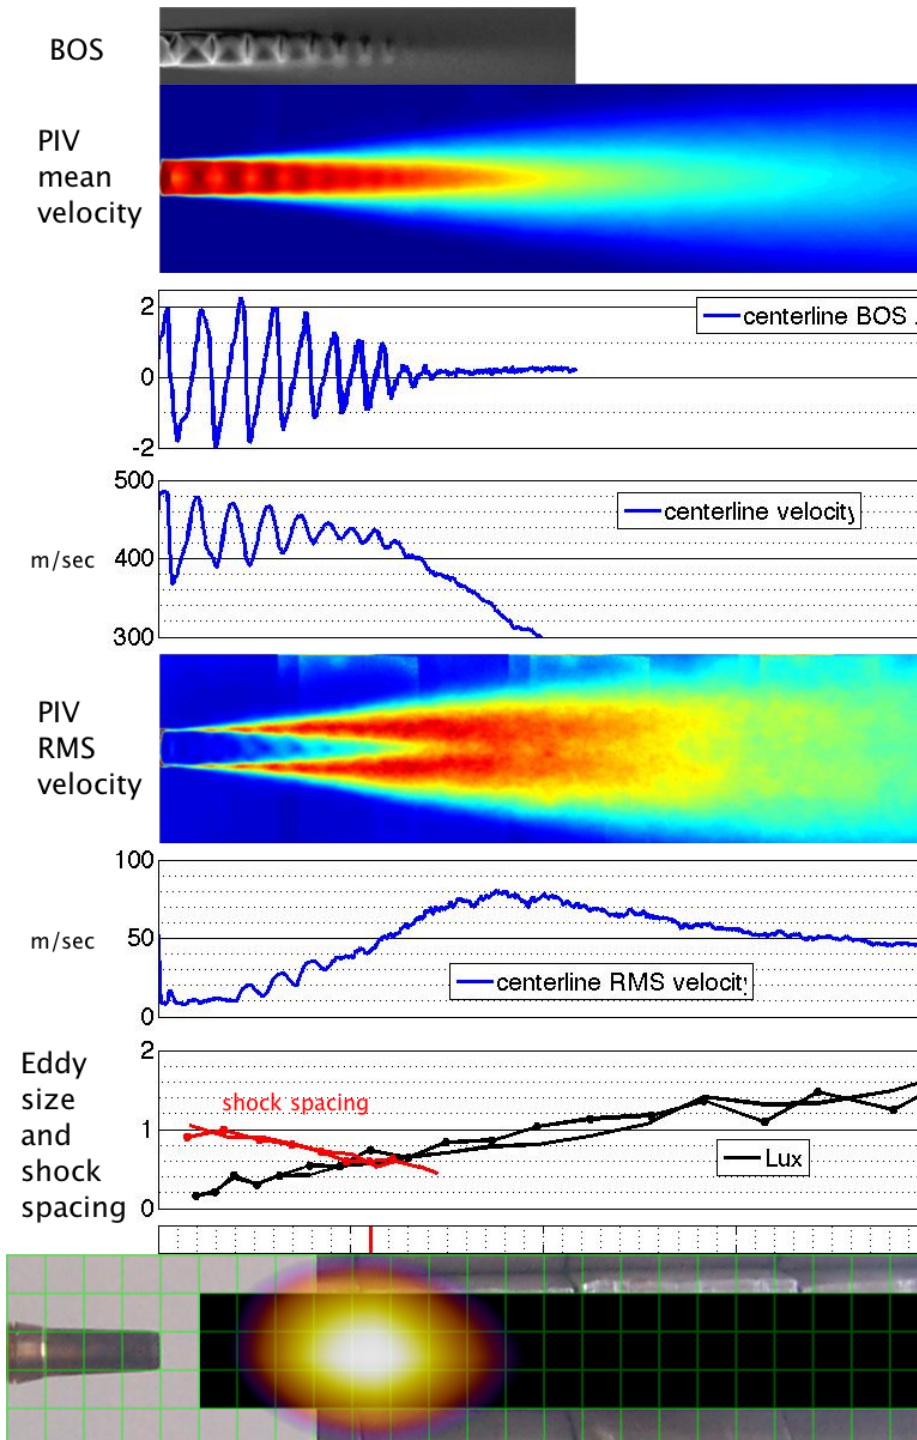 BOS
PIV
mean
velocity
2
0
-2
centerline BOS
500
400
300
m/sec
centerline velocity
PIV
RMS
velocity
100
50
0
m/sec
centerline RMS velocity
Eddy
size
and
shock
spacing
2
1
0
shock spacing
Lux